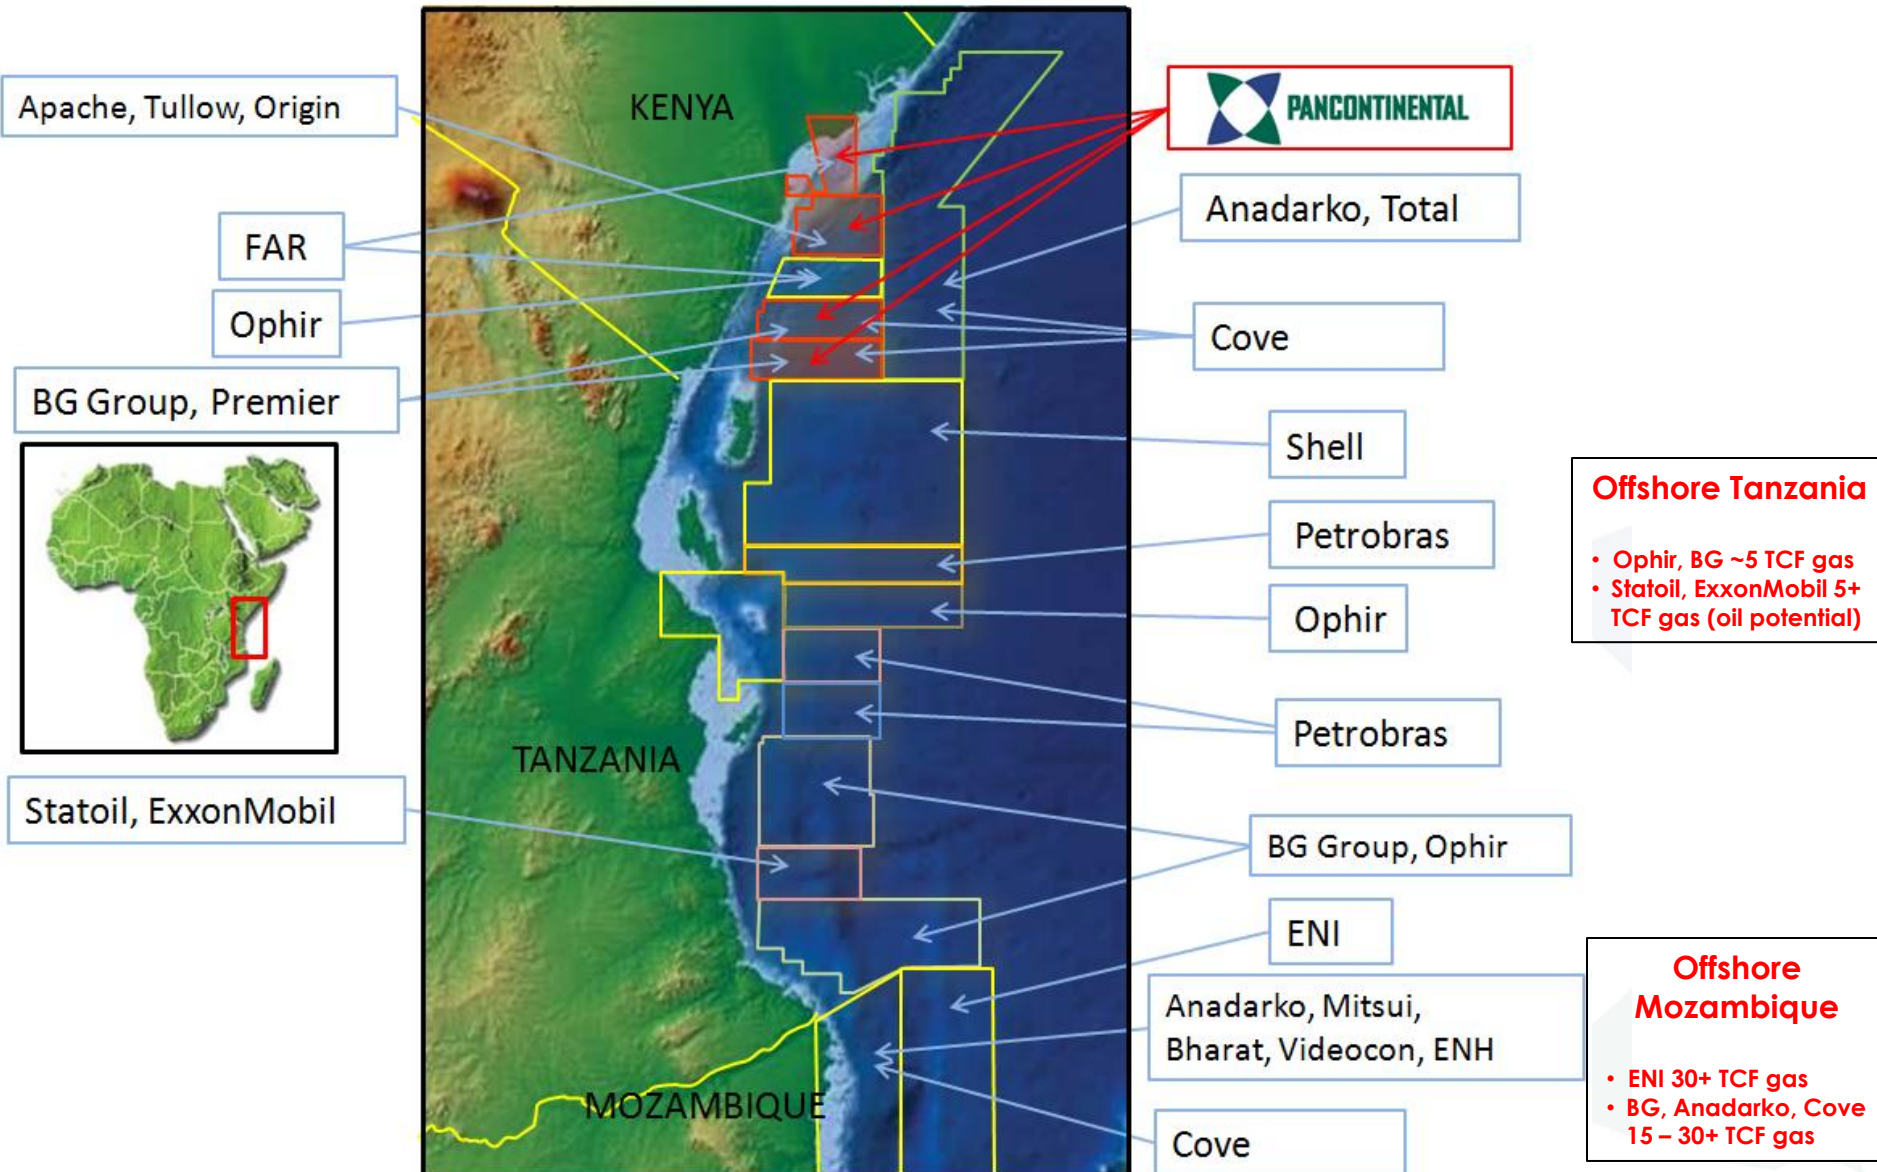 KENYA
Apache, Tullow, Origin
PANCONTINENTAL
FAR
Anadarko, Total
Ophir
Cove
BG Group, Premier
Shell
Offshore Tanzania
• Ophir, BG ~5 TCF gas
• Statoil, ExxonMobil 5+
TCF gas (oil potential)
Petrobras
Ophir
Petrobras
TANZANIA
Statoil, ExxonMobil
BG Group, Ophir
ENI
Offshore
Mozambique
• ENI 30+ TCF gas
• BG, Anadarko, Cove
15 – 30+ TCF gas
Anadarko, Mitsui,
Bharat, Videocon, ENH
MOZAMBIQUE
Cove